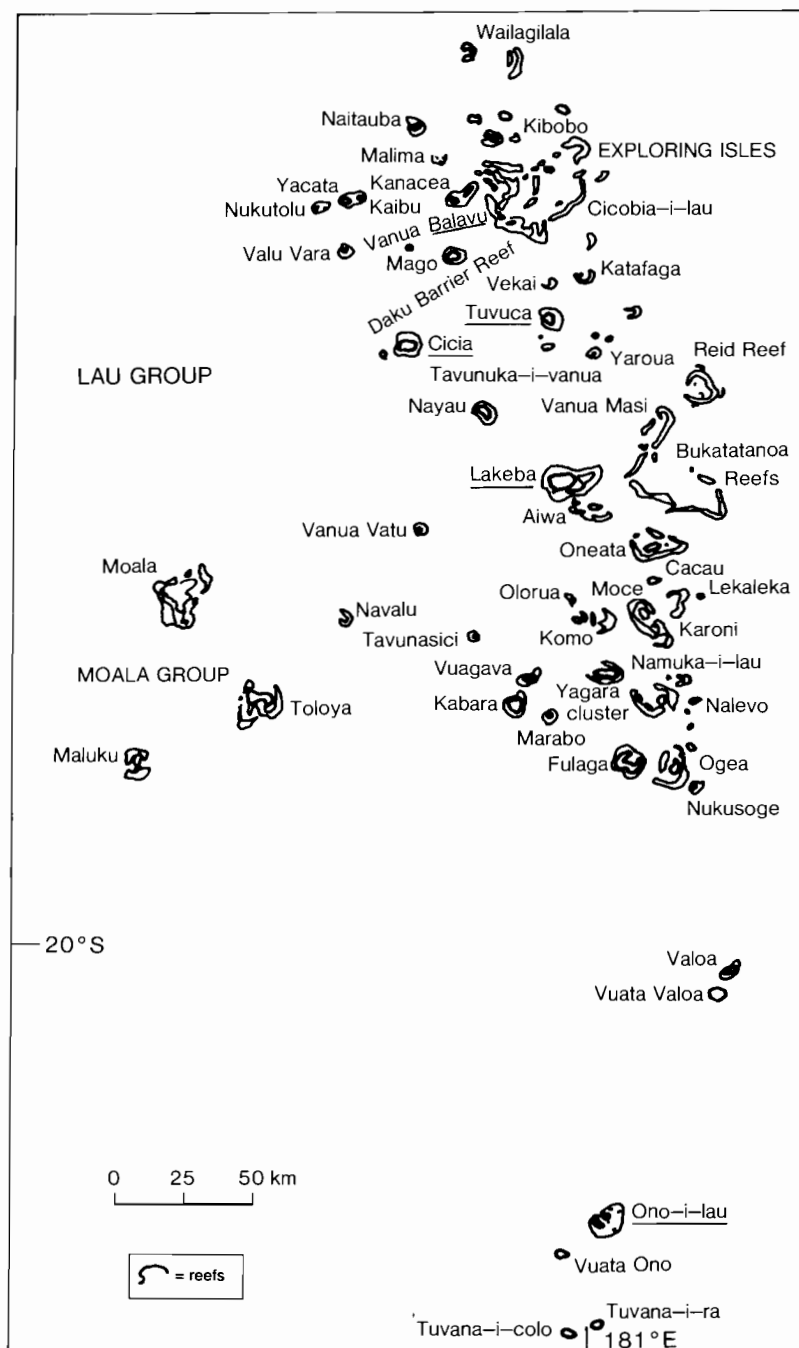 Wailagilala
Naitauba
Kibobo
EXPLORING ISLES
Malima
Yacata
Kanacea
Nukutolu
Kaibu
Cicobia-i-lau
Vanua Balavu
Valu Vara
Mago
Daku Barrier Reef
Vekai
Katafaga
Tuvuca
Cicia
Yaroua
Reid Reef
LAU GROUP
Tavunuka-i-vanua
Nayau
Vanua Masi
Bukatatanoa
Reefs
Lakeba
Aiwa
Vanua Vatu
Oneata
Moala
Cacau
Olorua
Moce
Lekaleka
Navalu
Tavunasici
Komo
Karoni
MOALA GROUP
Vuagava
Namuka-i-lau
Toloya
Kabara
Yagara
cluster
Nalevo
Marabo
Maluku
Fulaga
Ogea
Nukusoge
20°S
Valoa
Vuata Valoa
0 25 50 km
Ono-i-lau
= reefs
Vuata Ono
Tuvana-i-ra
Tuvana-i-colo
181°E